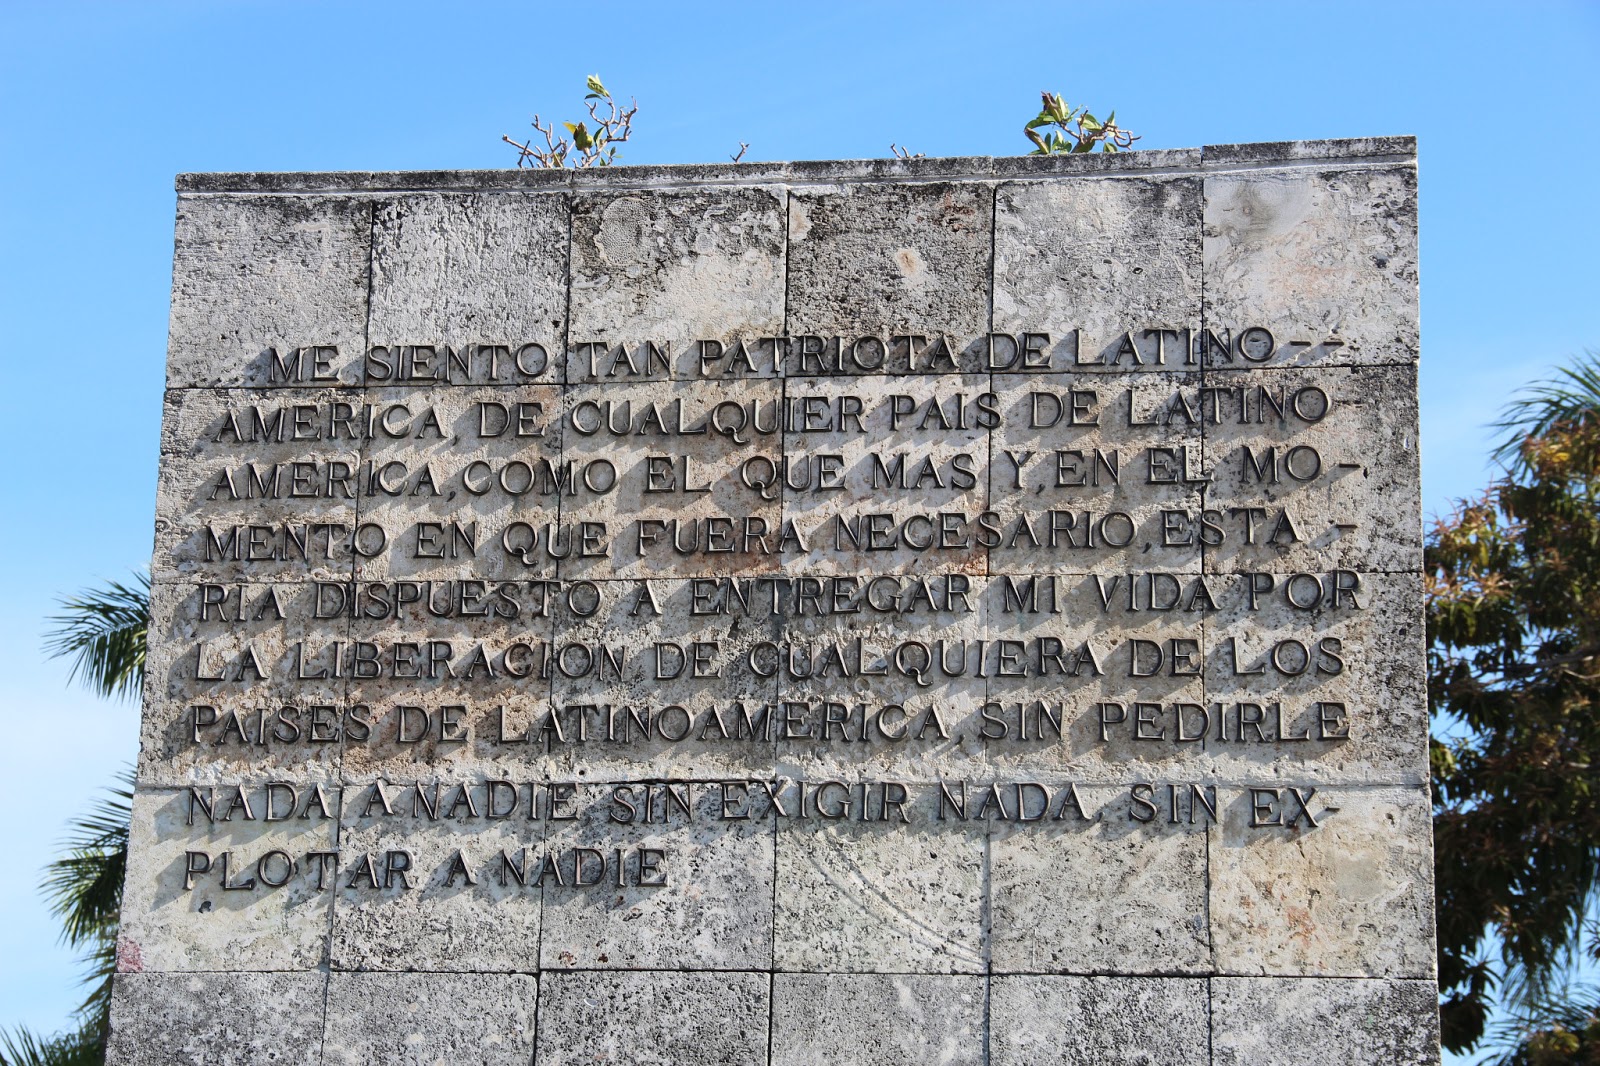 ME SIENTO TAN PATRIOTA DE LATINO--
AMERICA, DE CUALQUIER PAIS DE LATINO
AMERICA, COMO EL QUE MAS Y, EN EL MO-
MENTO EN QUE FUERA NECESARIO, ESTA -
RIA DISPUESTO A ENTREGAR MI VIDA POR
LA LIBERACION DE CUALQUIERA DE LOS
PAISES DE LATINOAMERICA, SIN PEDIRLE
NADA A NADIE SIN EXIGIR NADA, SIN EX-
PLOTAR A NADIE